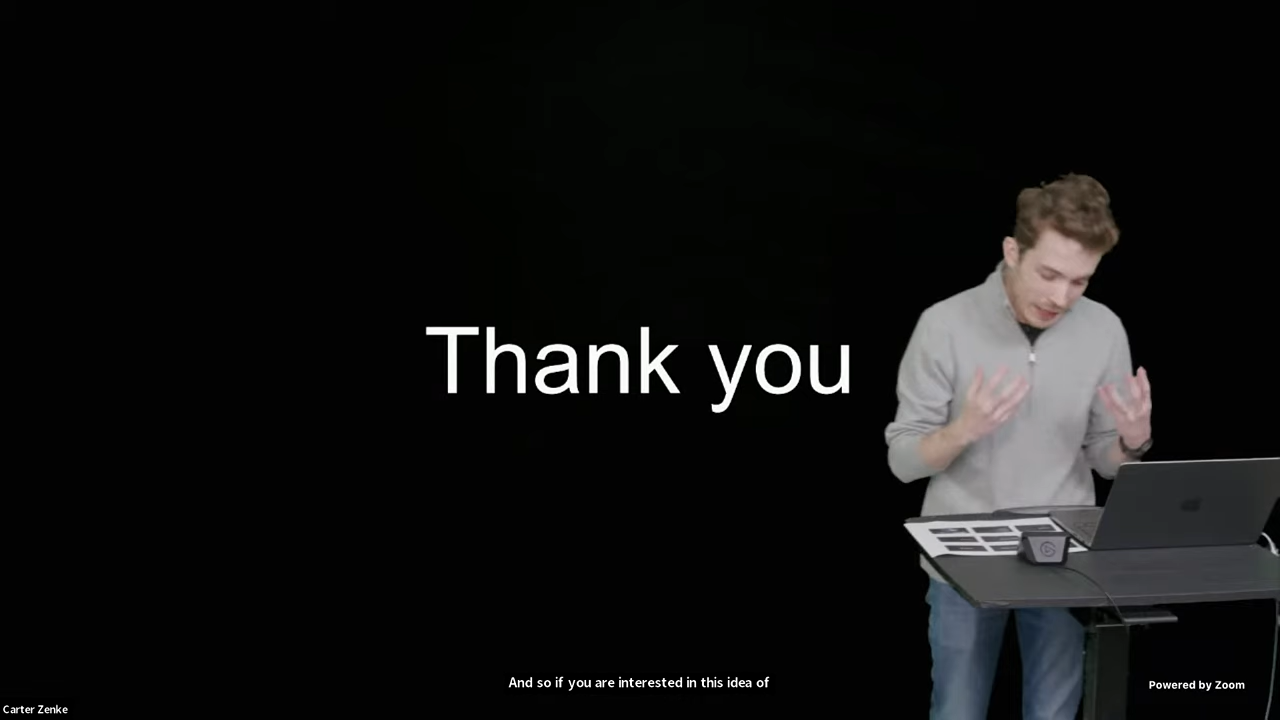 Thank you
And so if you are interested in this idea of
Powered by Zoom
Carter Zenke